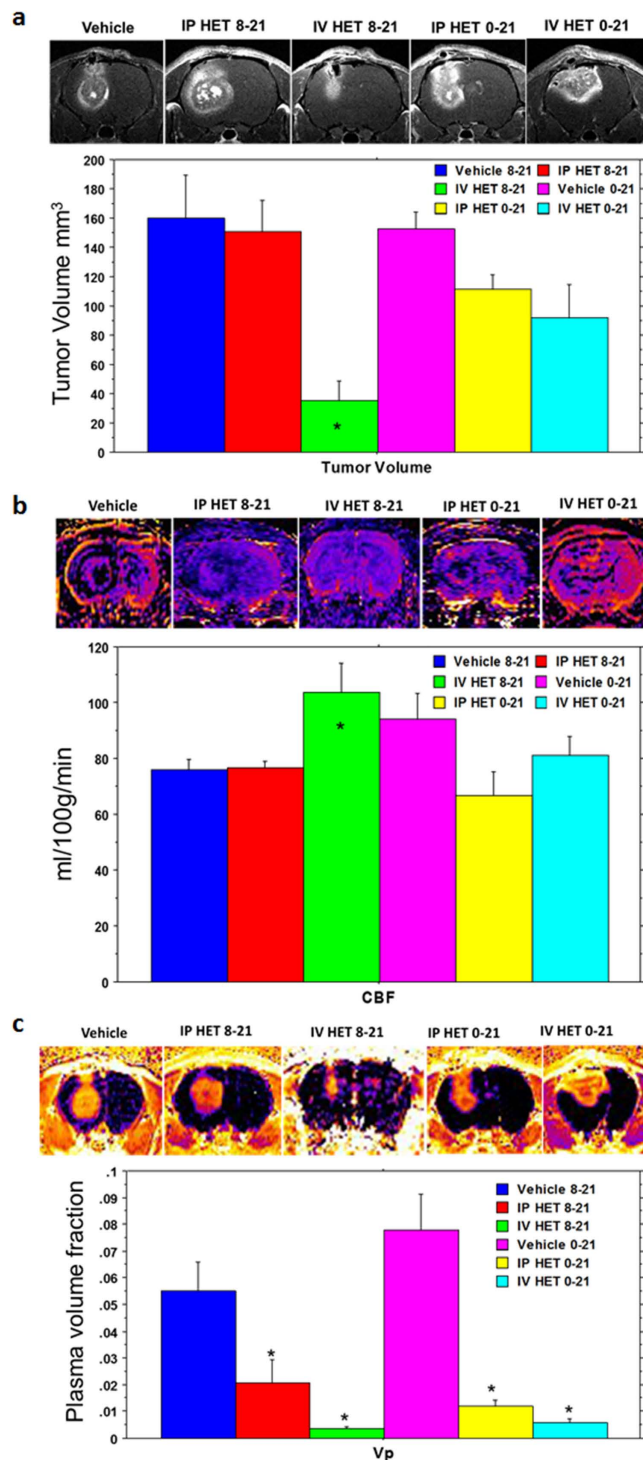 a
Vehicle IP HET 8-21 IV HET 8-21 IP HET 0-21 IV HET 0-21
200
180
160
140
120
100
80
60
40
20
0
Tumor Volume mm³
Vehicle 8-21 IP HET 8-21
IV HET 8-21 Vehicle 0-21
IP HET 0-21 IV HET 0-21
*
Tumor Volume
b
Vehicle IP HET 8-21 IV HET 8-21 IP HET 0-21 IV HET 0-21
120
100
80
60
40
20
0
ml/100g/min
Vehicle 8-21 IP HET 8-21
IV HET 8-21 Vehicle 0-21
IP HET 0-21 IV HET 0-21
*
CBF
c
Vehicle IP HET 8-21 IV HET 8-21 IP HET 0-21 IV HET 0-21
.1
.09
.08
.07
.06
.05
.04
.03
.02
.01
0
Plasma volume fraction
Vehicle 8-21
IP HET 8-21
IV HET 8-21
Vehicle 0-21
IP HET 0-21
IV HET 0-21
* * * *
Vp